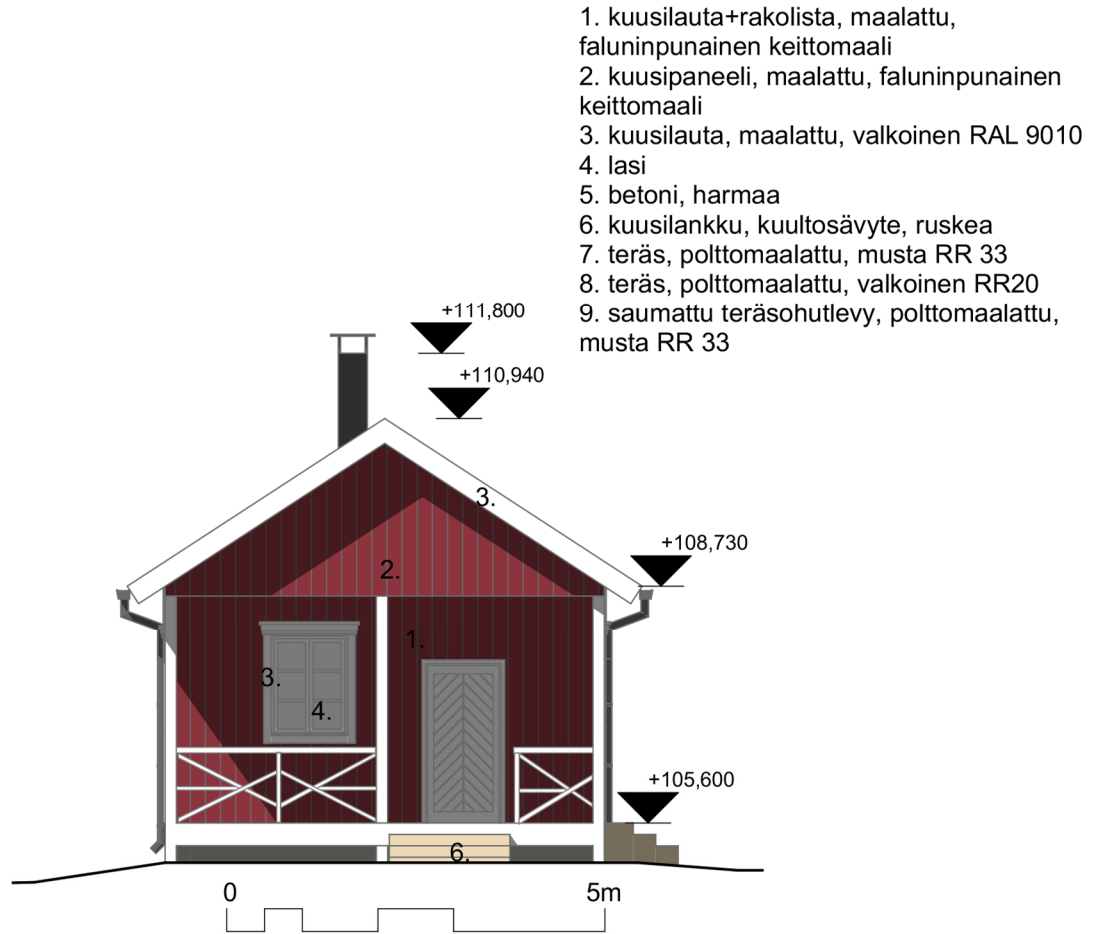 1. kuusilauta+rakolista, maalattu,
faluninpunainen keittomaali
2. kuusipaneeli, maalattu, faluninpunainen
keittomaali
3. kuusilauta, maalattu, valkoinen RAL 9010
4. lasi
5. betoni, harmaa
6. kuusilankku, kuultosävyte, ruskea
7. teräs, polttomaalattu, musta RR 33
8. teräs, polttomaalattu, valkoinen RR20
9. saumattu teräsohutlevy, polttomaalattu,
musta RR 33
+111,800
+110,940
3.
+108,730
2.
1.
3.
4.
+105,600
6.
0 5m